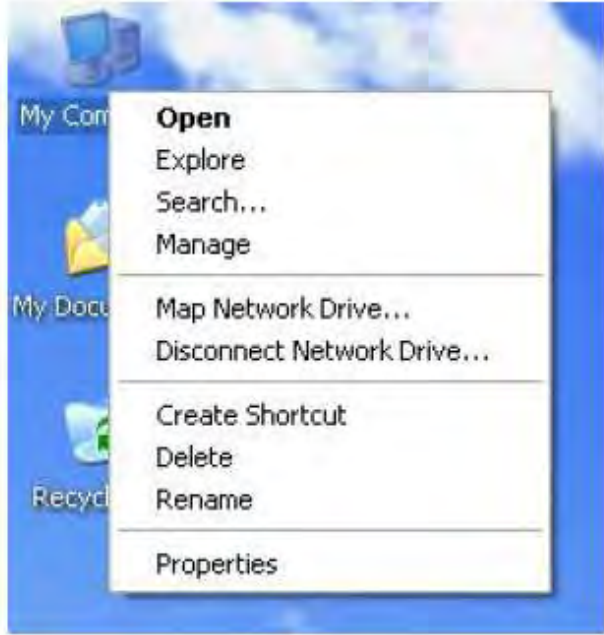 My Com
Open
Explore
Search...
Manage
My Docu
Map Network Drive...
Disconnect Network Drive...
Create Shortcut
Delete
Rename
Recycl
Properties